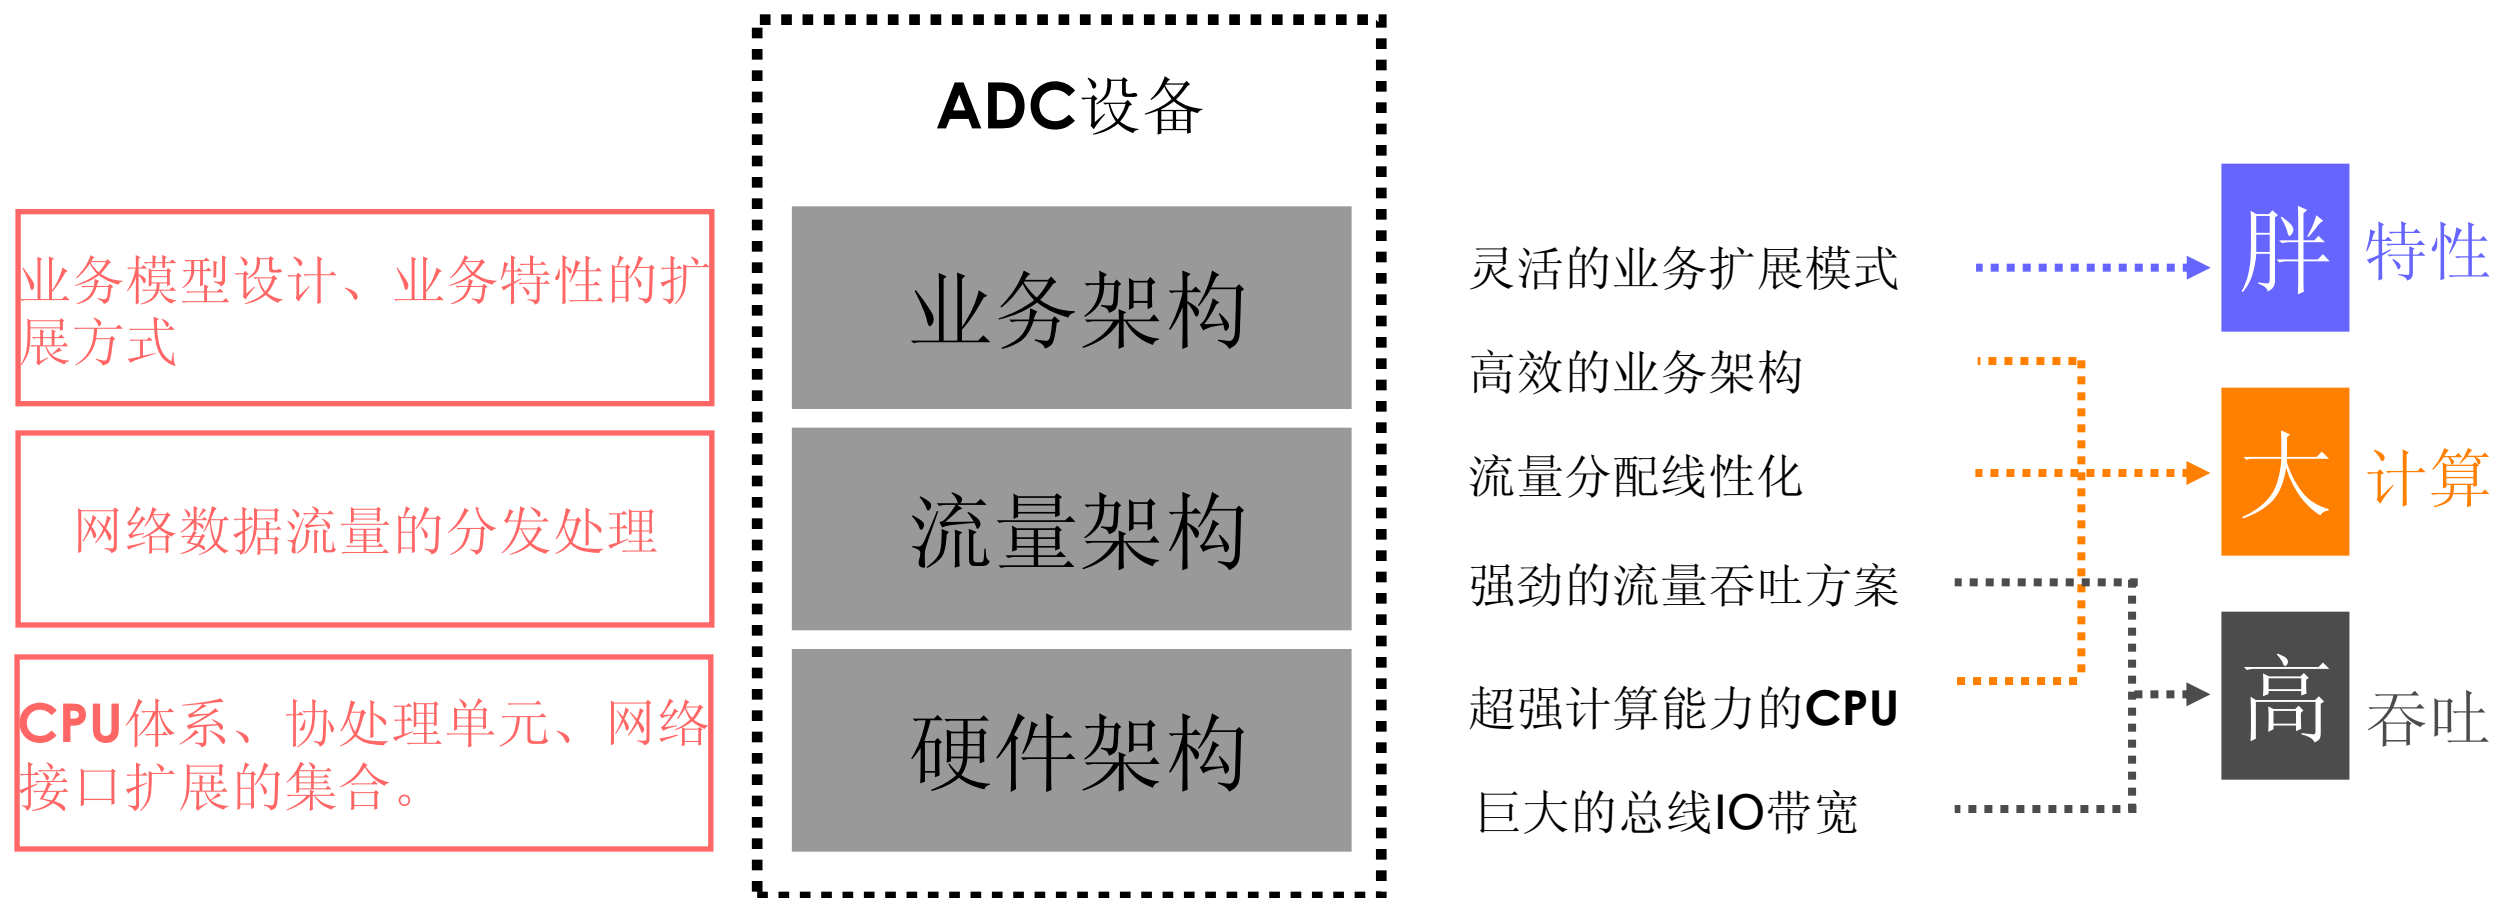 ADC设备
业务整裁设计、业务特性构成的
展现方式
业务架构
网络数据流量的分发处理
流量架构
CPU体系、协处理单元、网络
接口扩展的集合。
硬件架构
灵活的业务扩展模式
高效的业务架构
流量分配线性化
强劲的流量吞吐方案
超强计算能力的CPU
巨大的总线IO带宽
胖
特性
大
计算
高
吞吐